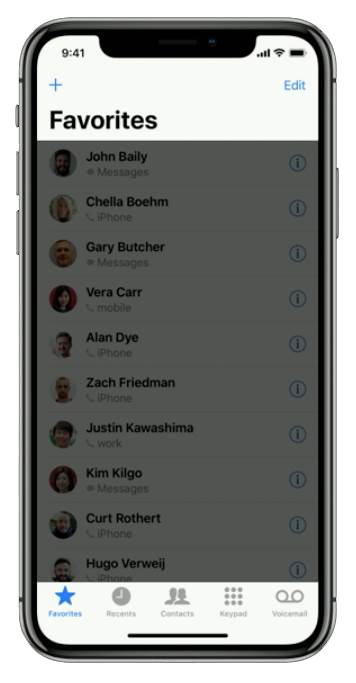 9:41
Edit
Favorites
John Baily
Messages
Chella Boehm
iPhone
Gary Butcher
Messages
Vera Carr
mobile
Alan Dye
iPhone
Zach Friedman
iPhone
Justin Kawashima
work
Kim Kilgo
Messages
Curt Rothert
iPhone
Hugo Verweij
iPhone
Favorites Recents Contacts Keypad Voicemail